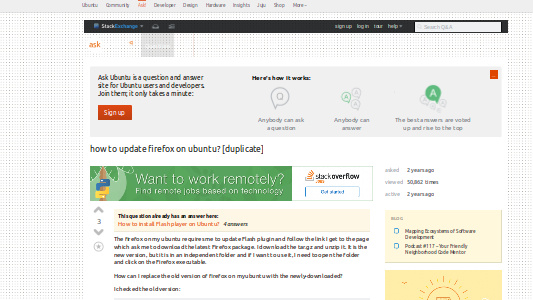 Ubuntu Community Ask Developer Design Hardware Insights Juju Shop More ›
StackExchange sign up log in tour help Search Q&A
ask
Ask Ubuntu is a question and answer
site for Ubuntu users and developers.
Join them; it only takes a minute:
Sign up
Here's how it works:
Anybody can ask
a question
Anybody can
answer
The best answers are voted
up and rise to the top
how to update firefox on ubuntu? [duplicate]
Want to work remotely?
Find remote jobs based on technology.
stackoverflow
Get started
asked 2 years ago
viewed 50,862 times
active 2 years ago
3
This question already has an answer here:
How to install Flash player on Ubuntu? 4 answers
The firefox on my ubuntu requires me to update Flash plugin and follow the link I get to the page
which ask me to download the latest Firefox package. I download the tar.gz and unzip it. It is the
new version, but it is in an independent folder and if I want to use it, I need to open the folder
and click on the Firefox executable.
How can I replace the old version of firefox on my ubuntu with the newly-downloaded?
I checked the old version:
BLOG
Mapping Ecosystems of Software
Development
Podcast #117 – Your Friendly
Neighborhood Code Mentor